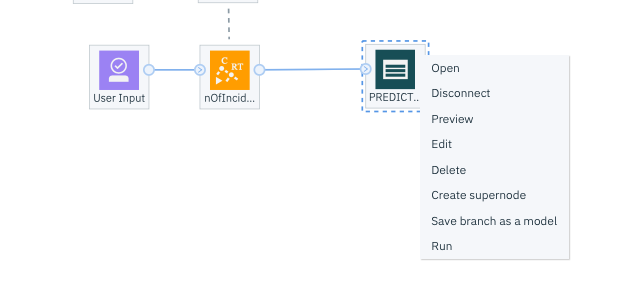 C
RT
User Input
nOfIncid...
PREDICT...
Open
Disconnect
Preview
Edit
Delete
Create supernode
Save branch as a model
Run